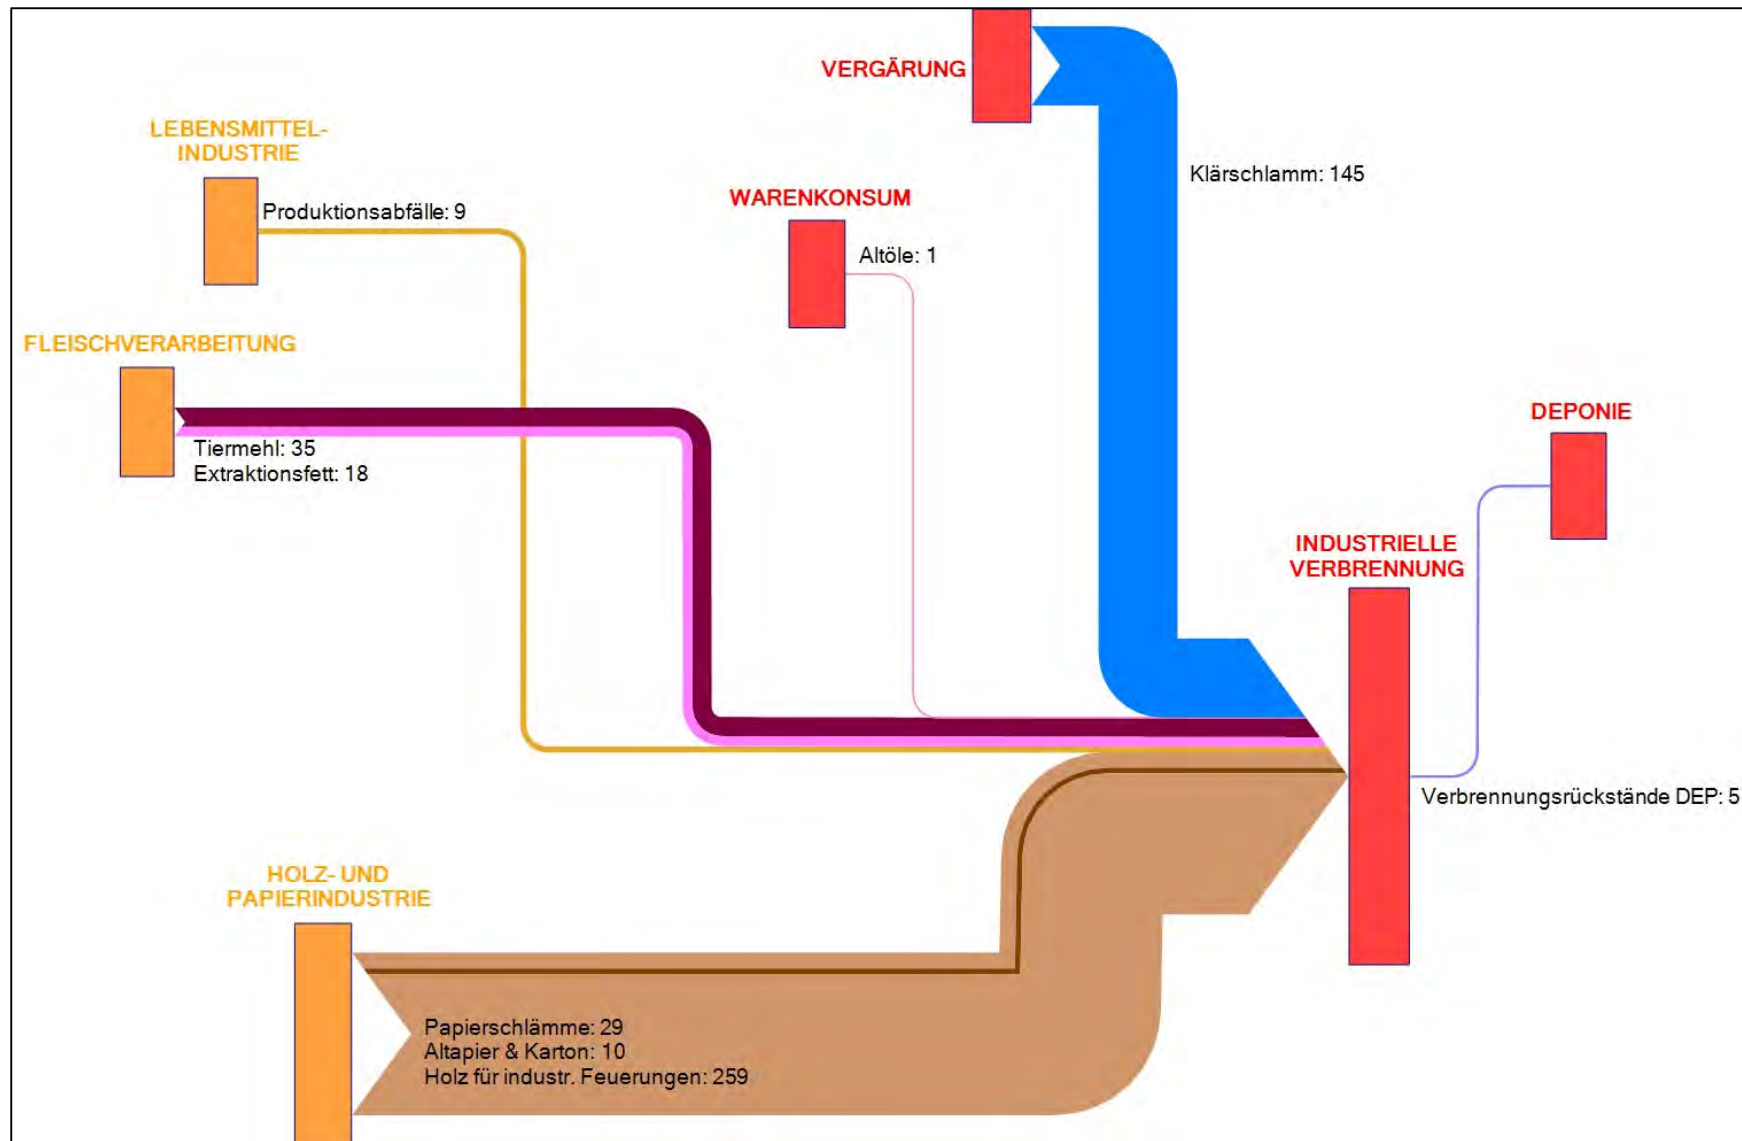 VERGÄRUNG
LEBENSMITTEL-
INDUSTRIE
Klärschlamm: 145
WARENKONSUM
Produktionsabfälle: 9
Altöle: 1
FLEISCHVERARBEITUNG
DEPONIE
Tiermehl: 35
Extraktionsfett: 18
INDUSTRIELLE
VERBRENNUNG
Verbrennungsrückstände DEP: 5
HOLZ- UND
PAPIERINDUSTRIE
Papierschlämme: 29
Altapier & Karton: 10
Holz für industr. Feuerungen: 259